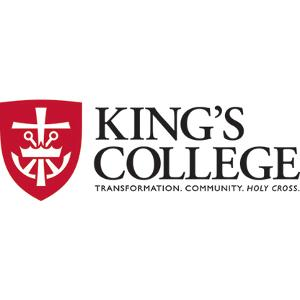 KING'S
COLLEGE
TRANSFORMATION. COMMUNITY. HOLY CROSS.